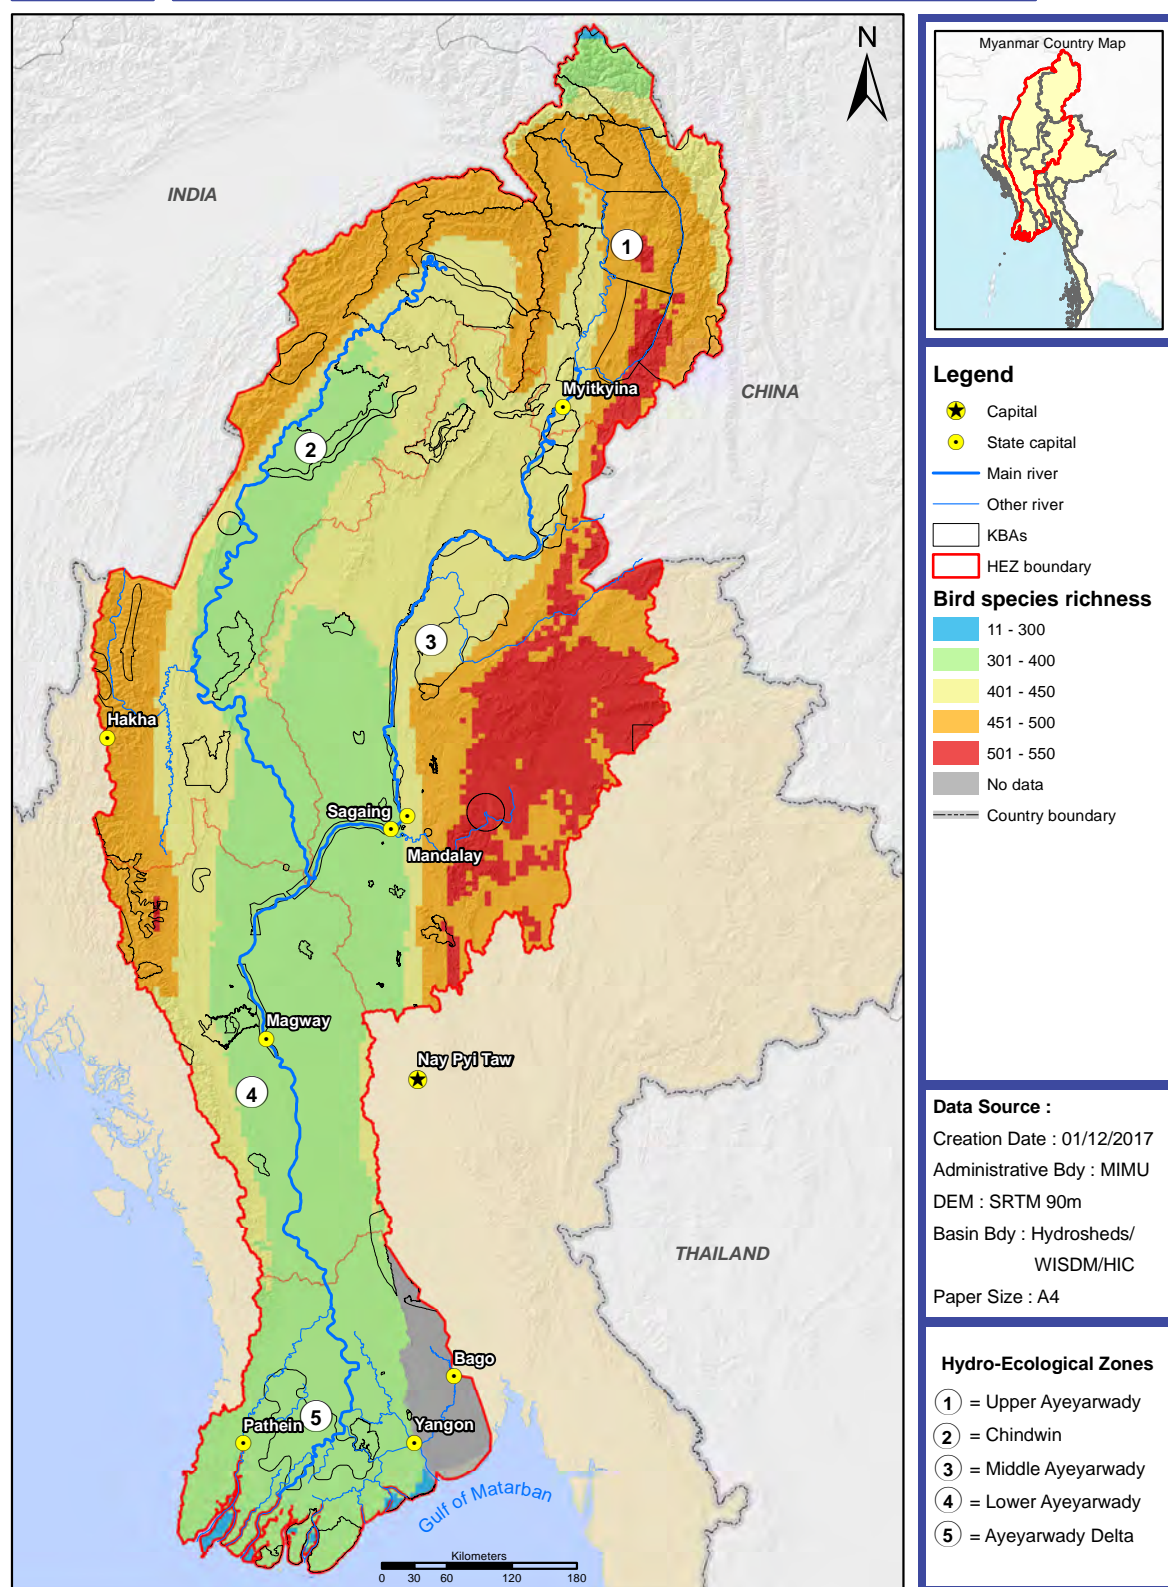 N
INDIA
CHINA
THAILAND
1
2
3
4
5
Myitkyina
Hakha
Sagaing
Mandalay
Magway
Nay Pyi Taw
Bago
Pathein
Yangon
Gulf of Matarban
Kilometers
0 30 60 120 180
Myanmar Country Map
Legend
Capital
State capital
Main river
Other river
KBAs
HEZ boundary
Bird species richness
11 - 300
301 - 400
401 - 450
451 - 500
501 - 550
No data
Country boundary
Data Source :
Creation Date : 01/12/2017
Administrative Bdy : MIMU
DEM : SRTM 90m
Basin Bdy : Hydrosheds/
WISDM/HIC
Paper Size : A4
Hydro-Ecological Zones
1 = Upper Ayeyarwady
2 = Chindwin
3 = Middle Ayeyarwady
4 = Lower Ayeyarwady
5 = Ayeyarwady Delta